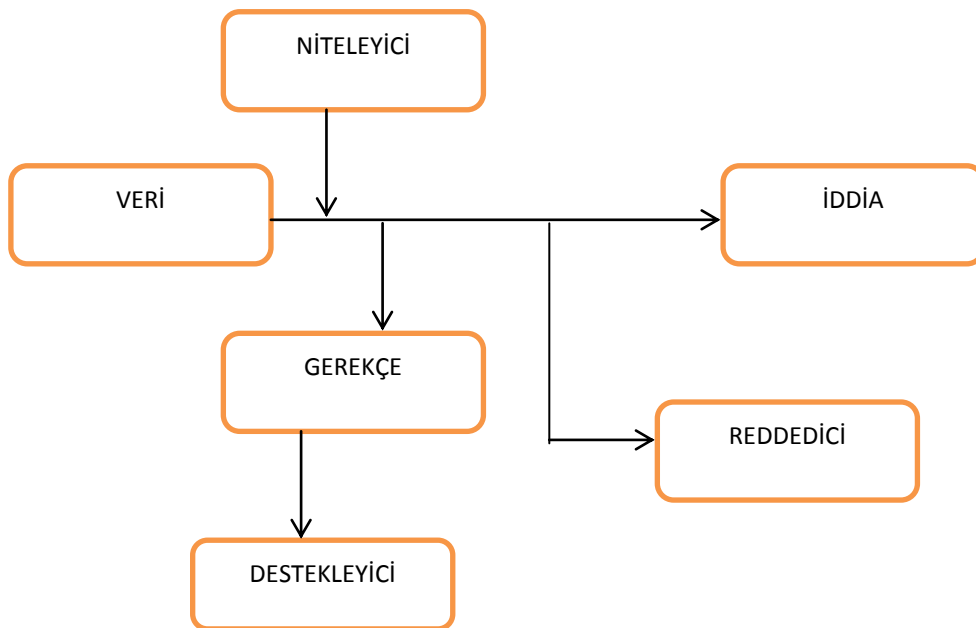 NİTELEYİCİ
VERİ
İDDİA
GEREKÇE
REDDEDİCİ
DESTEKLEYİCİ